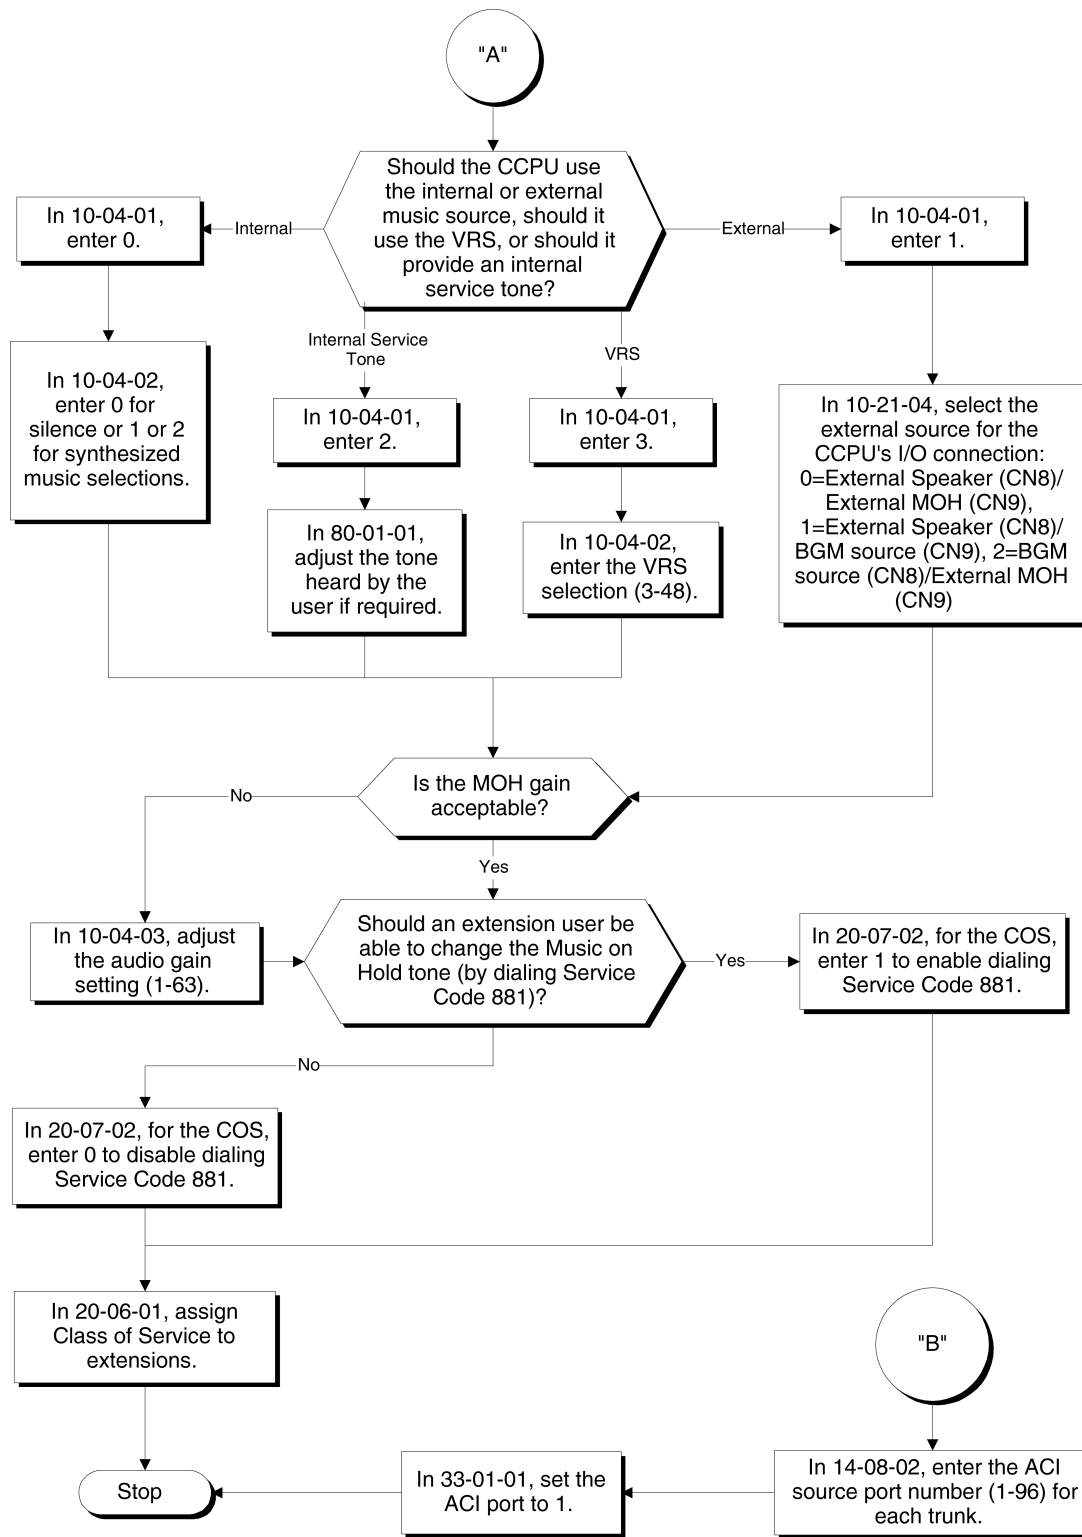 "A"
Should the CCPU use
the internal or external
music source, should it
use the VRS, or should it
provide an internal
service tone?
Internal
External
In 10-04-01,
enter 0.
In 10-04-01,
enter 1.
Internal Service
Tone
VRS
In 10-04-02,
enter 0 for
silence or 1 or 2
for synthesized
music selections.
In 10-04-01,
enter 2.
In 10-04-01,
enter 3.
In 10-21-04, select the
external source for the
CCPU's I/O connection:
0=External Speaker (CN8)/
External MOH (CN9),
1=External Speaker (CN8)/
BGM source (CN9), 2=BGM
source (CN8)/External MOH
(CN9)
In 80-01-01,
adjust the tone
heard by the
user if required.
In 10-04-02,
enter the VRS
selection (3-48).
Is the MOH gain
acceptable?
No
Yes
In 10-04-03, adjust
the audio gain
setting (1-63).
Should an extension user be
able to change the Music on
Hold tone (by dialing Service
Code 881)?
Yes
In 20-07-02, for the COS,
enter 1 to enable dialing
Service Code 881.
No
In 20-07-02, for the COS,
enter 0 to disable dialing
Service Code 881.
In 20-06-01, assign
Class of Service to
extensions.
"B"
Stop
In 33-01-01, set the
ACI port to 1.
In 14-08-02, enter the ACI
source port number (1-96) for
each trunk.